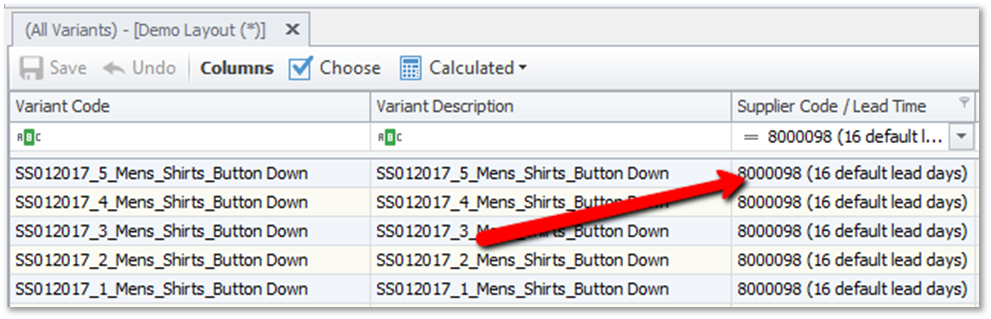 (All Variants) - [Demo Layout (*)] ×
Save Undo Columns Choose Calculated
Variant Code Variant Description Supplier Code / Lead Time
ABC ABC = 8000098 (16 default l...
SS012017_5_Mens_Shirts_Button Down SS012017_5_Mens_Shirts_Button Down 8000098 (16 default lead days)
SS012017_4_Mens_Shirts_Button Down SS012017_4_Mens_Shirts_Button Down 8000098 (16 default lead days)
SS012017_3_Mens_Shirts_Button Down SS012017_3_Mens_Shirts_Button Down 8000098 (16 default lead days)
SS012017_2_Mens_Shirts_Button Down SS012017_2_Mens_Shirts_Button Down 8000098 (16 default lead days)
SS012017_1_Mens_Shirts_Button Down SS012017_1_Mens_Shirts_Button Down 8000098 (16 default lead days)